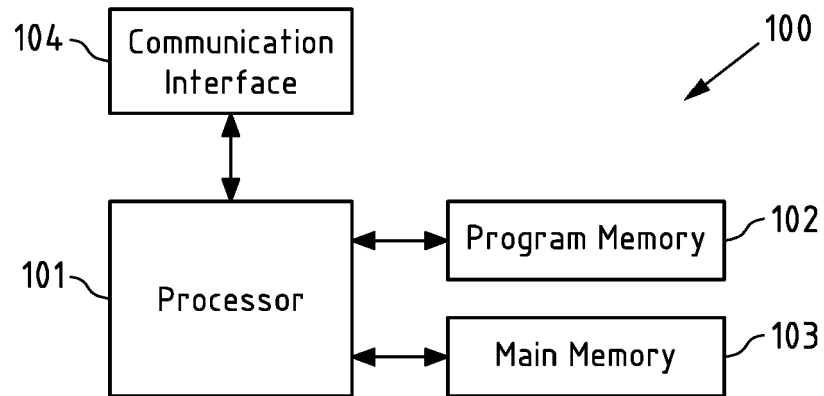 104
Communication
Interface
100
101
Processor
Program Memory
102
Main Memory
103